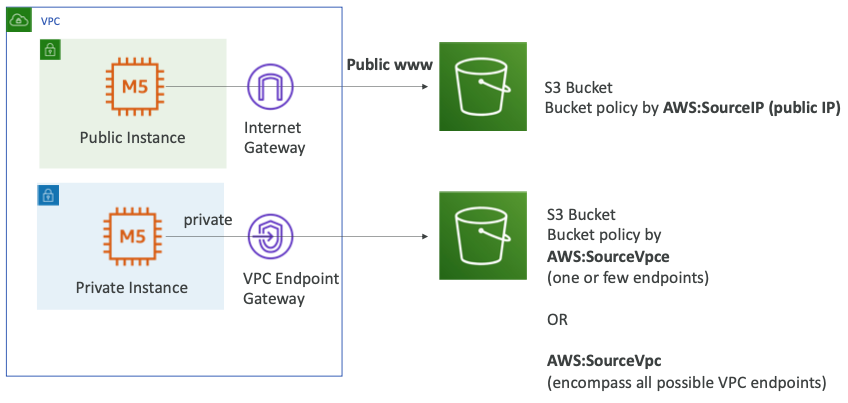 VPC
M5
Public Instance
Internet
Gateway
Public www
S3 Bucket
Bucket policy by AWS:SourceIP (public IP)
M5
Private Instance
private
VPC Endpoint
Gateway
S3 Bucket
Bucket policy by
AWS:SourceVpce
(one or few endpoints)
OR
AWS:SourceVpc
(encompass all possible VPC endpoints)